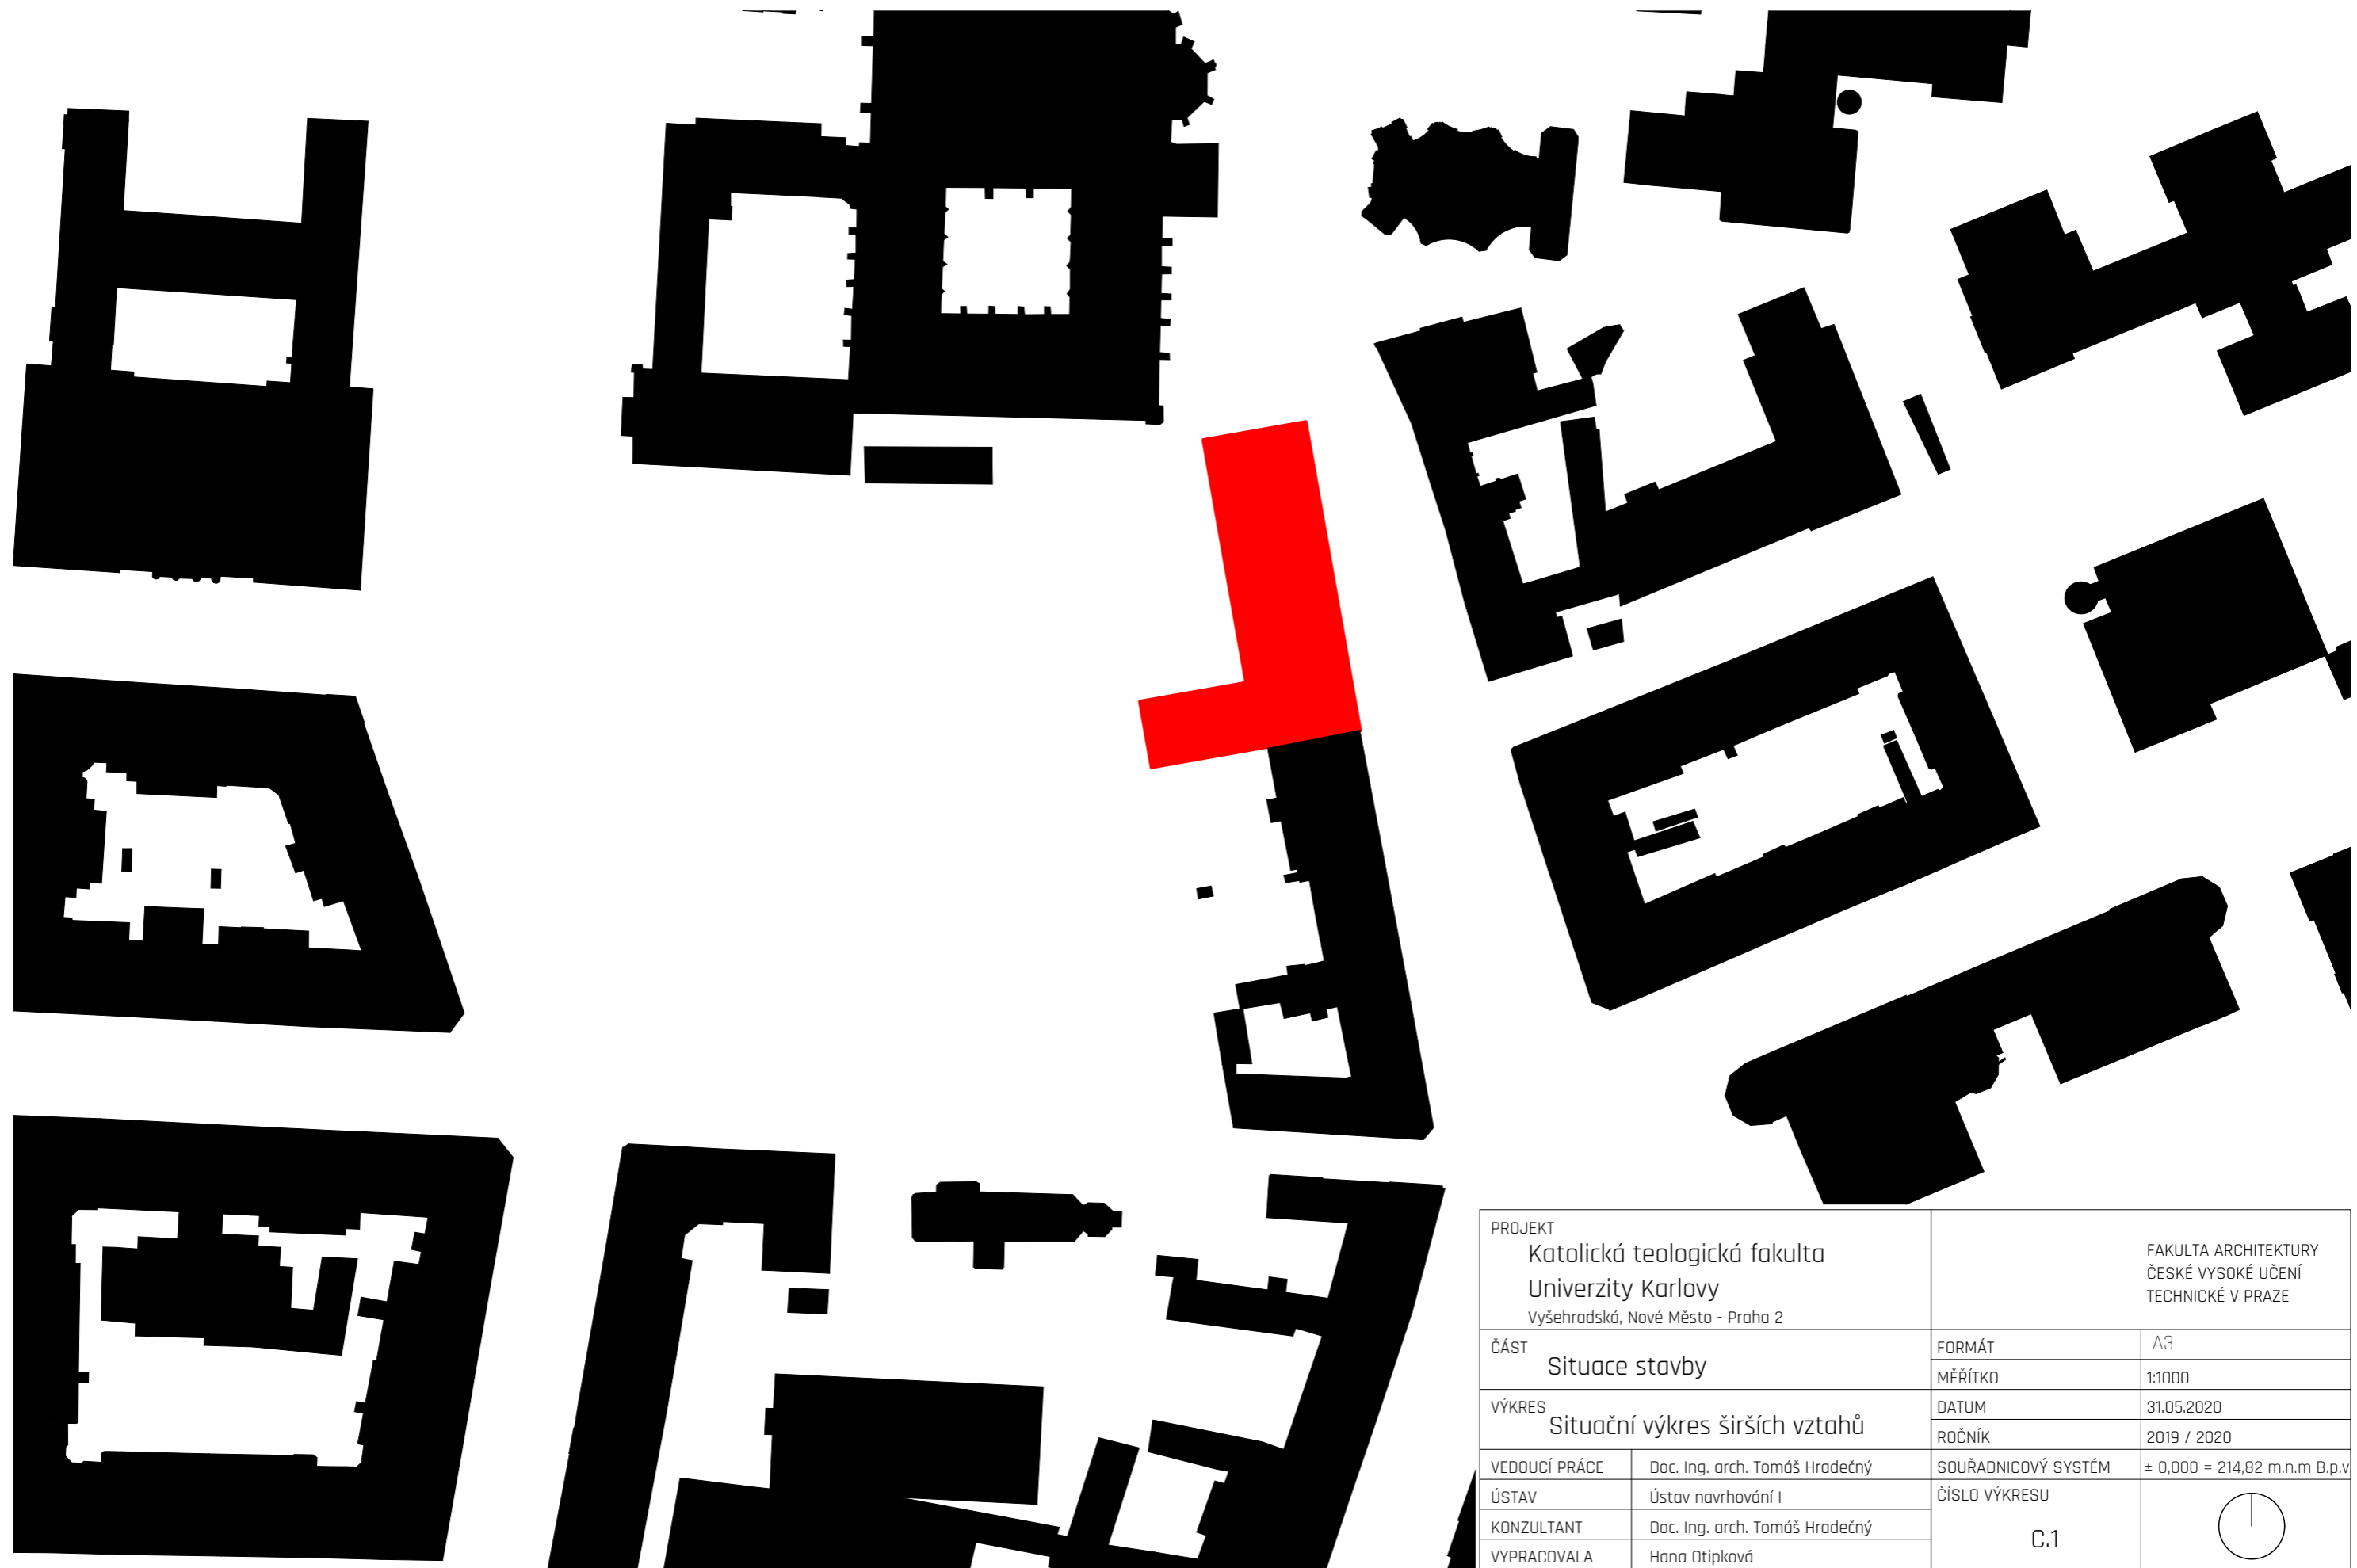 PROJEKT
Katolická teologická fakulta
Univerzity Karlovy
Vyšehradská, Nové Město - Praha 2
FAKULTA ARCHITEKTURY
ČESKÉ VYSOKÉ UČENÍ
TECHNICKÉ V PRAZE
ČÁST
Situace stavby
FORMÁT
A3
MĚŘÍTKO
1:1000
VÝKRES
Situační výkres širších vztahů
DATUM
31.05.2020
ROČNÍK
2019 / 2020
VEDOUCÍ PRÁCE
Doc. Ing. arch. Tomáš Hradečný
SOUŘADNICOVÝ SYSTÉM
± 0,000 = 214,82 m.n.m B.p.v.
ÚSTAV
Ústav navrhování I
ČÍSLO VÝKRESU
C.1
KONZULTANT
Doc. Ing. arch. Tomáš Hradečný
VYPRACOVALA
Hana Otipková